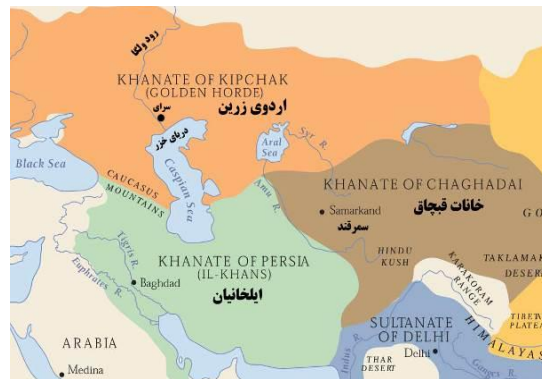 رود ولگا
KHANATE OF KIPCHAK
(GOLDEN HORDE)
اردوی زرین
سرای
دریای خزر
Caspian Sea
Black Sea
Aral
Sea
Syr R.
Amu R.
CAUCASUS
MOUNTAINS
KHANATE OF CHAGHADAI
خانات قبچاق
Samarkand
سمرقند
GO
HINDU
KUSH
TAKLAMAK
DESERT
KARAKORAM
RANGE
KHANATE OF PERSIA
(IL-KHANS)
ایلخانیان
Tigris R.
Euphrates R.
Baghdad
SULTANATE
OF DELHI
Delhi
HIMALAYAS
TIBET
PLATEA
ARABIA
Medina
Indus R.
THAR
DESERT
Ganges R.